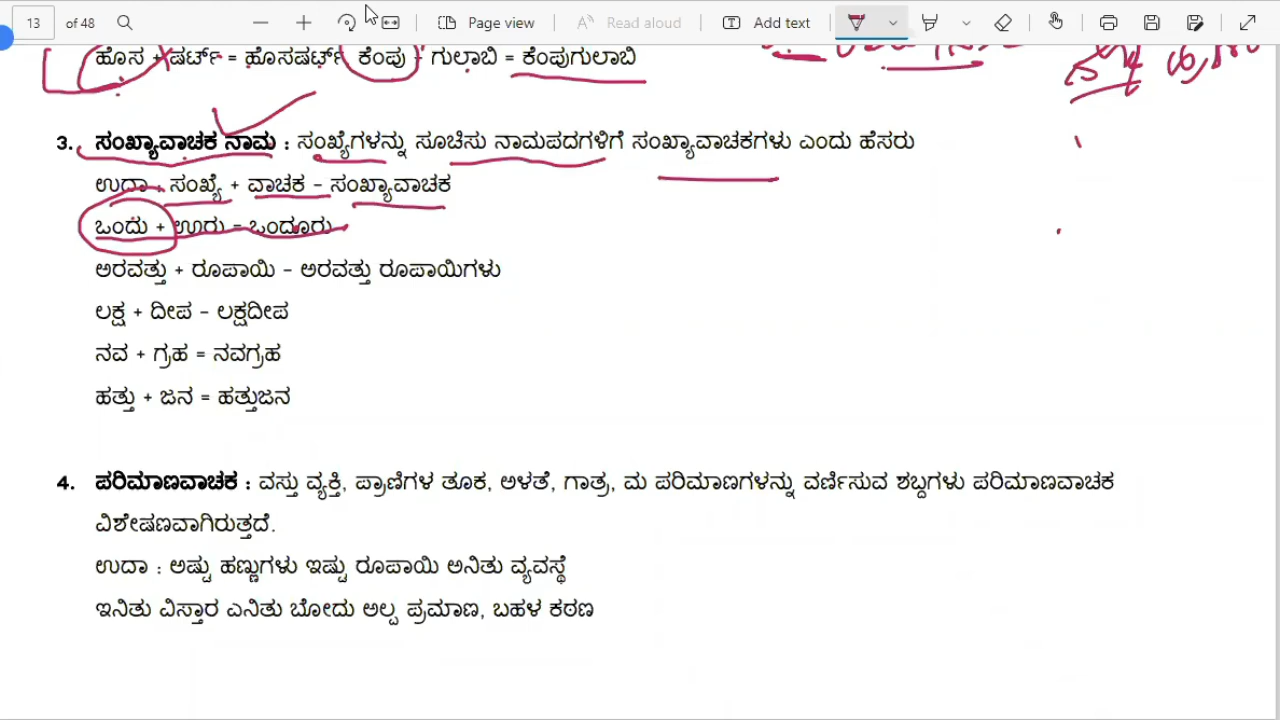 13 of 48 Page view Read aloud Add text
ಹೊಸ + ಷರ್ಟ್ = ಹೊಸಷರ್ಟ್ ಕೆಂಪು + ಗುಲಾಬಿ = ಕೆಂಪುಗುಲಾಬಿ
3. ಸಂಖ್ಯಾವಾಚಕ ನಾಮ : ಸಂಖ್ಯೆಗಳನ್ನು ಸೂಚಿಸು ನಾಮಪದಗಳಿಗೆ ಸಂಖ್ಯಾವಾಚಕಗಳು ಎಂದು ಹೆಸರು
ಉದಾ : ಸಂಖ್ಯೆ + ವಾಚಕ – ಸಂಖ್ಯಾವಾಚಕ
ಒಂದು + ಊರು = ಒಂದೂರು
ಅರವತ್ತು + ರೂಪಾಯಿ – ಅರವತ್ತು ರೂಪಾಯಿಗಳು
ಲಕ್ಷ + ದೀಪ – ಲಕ್ಷದೀಪ
ನವ + ಗ್ರಹ = ನವಗ್ರಹ
ಹತ್ತು + ಜನ = ಹತ್ತುಜನ
4. ಪರಿಮಾಣವಾಚಕ : ವಸ್ತು ವ್ಯಕ್ತಿ, ಪ್ರಾಣಿಗಳ ತೂಕ, ಅಳತೆ, ಗಾತ್ರ, ಮ ಪರಿಮಾಣಗಳನ್ನು ವರ್ಣಿಸುವ ಶಬ್ದಗಳು ಪರಿಮಾಣವಾಚಕ
ವಿಶೇಷಣವಾಗಿರುತ್ತದೆ.
ಉದಾ : ಅಷ್ಟು ಹಣ್ಣುಗಳು ಇಷ್ಟು ರೂಪಾಯಿ ಅನಿತು ವ್ಯವಸ್ಥೆ
ಇನಿತು ವಿಸ್ತಾರ ಎನಿತು ಬೋದು ಅಲ್ಪ ಪ್ರಮಾಣ, ಬಹಳ ಕಠಣ